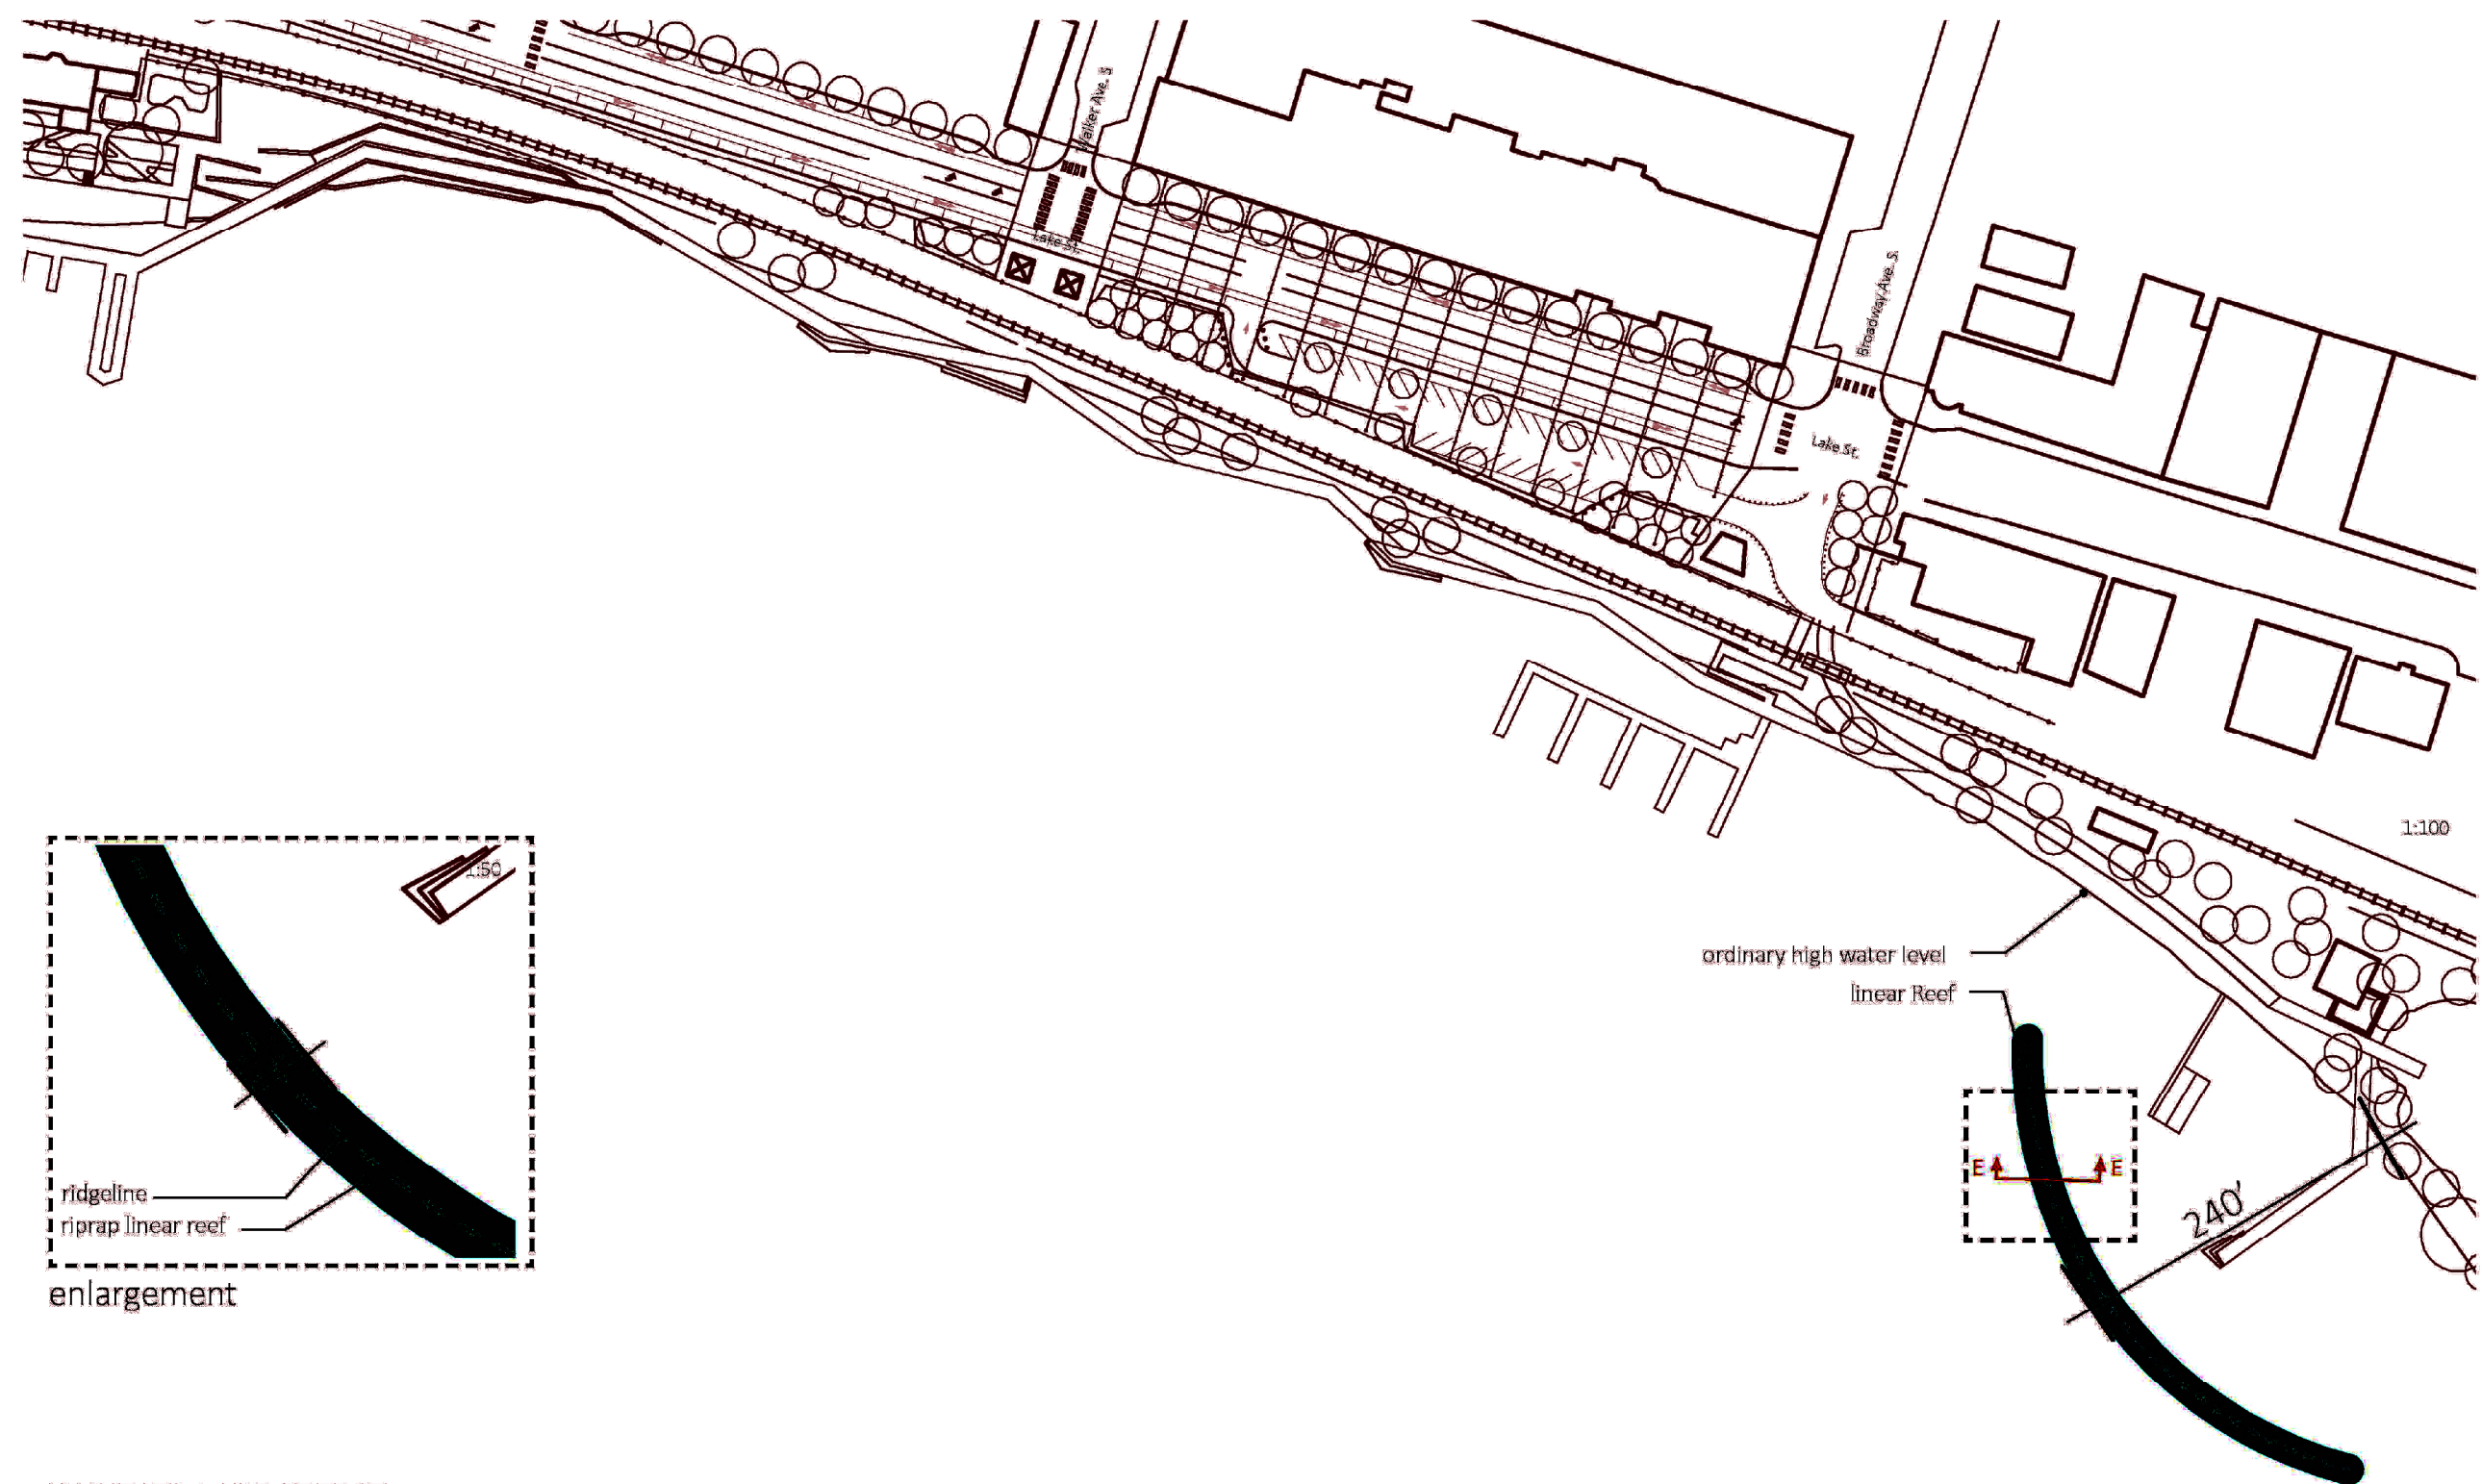 Walker Ave. S
Lake St.
Broadway Ave. S.
Lake St.
1:100
1:50
ordinary high water level
linear Reef
E
E
240'
ridgeline
riprap linear reef
enlargement